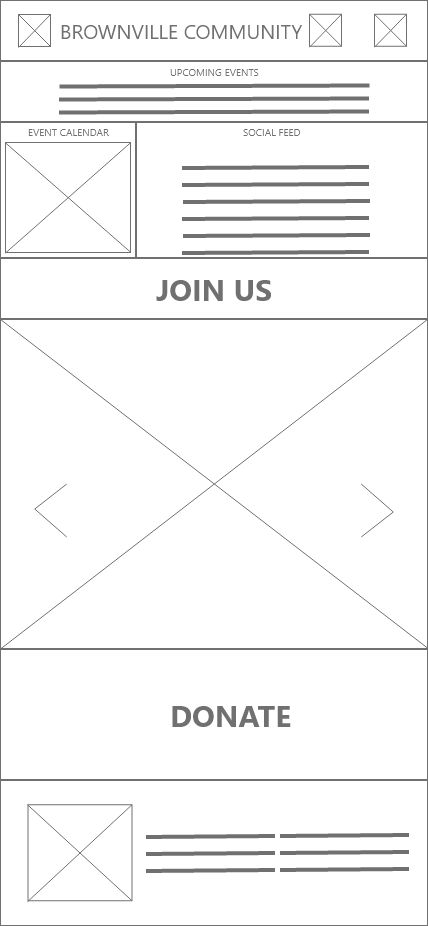 BROWNVILLE COMMUNITY
UPCOMING EVENTS
EVENT CALENDAR
SOCIAL FEED
JOIN US
DONATE